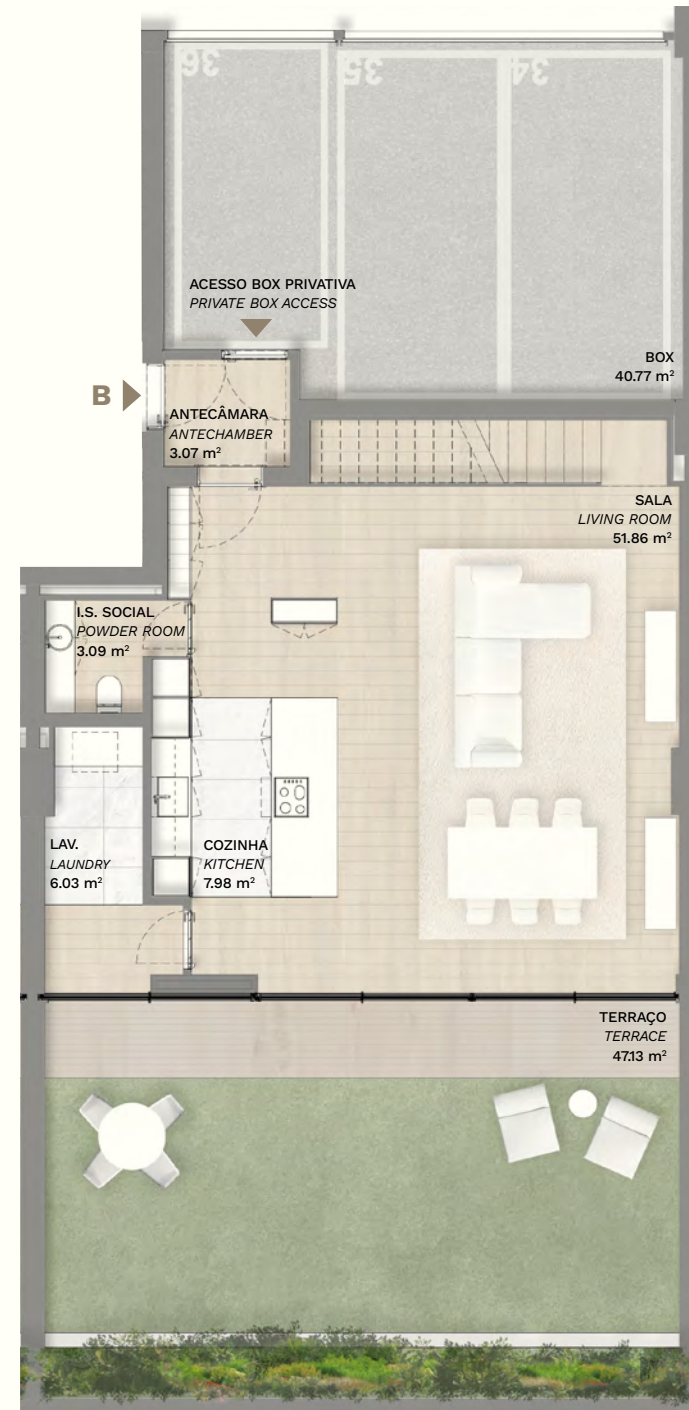 36
35
34
ACESSO BOX PRIVATIVA
PRIVATE BOX ACCESS
BOX
40.77 m²
B
ANTECÂMARA
ANTECHAMBER
3.07 m²
SALA
LIVING ROOM
51.86 m²
I.S. SOCIAL
POWDER ROOM
3.09 m²
LAV.
LAUNDRY
6.03 m²
COZINHA
KITCHEN
7.98 m²
TERRAÇO
TERRACE
47.13 m²